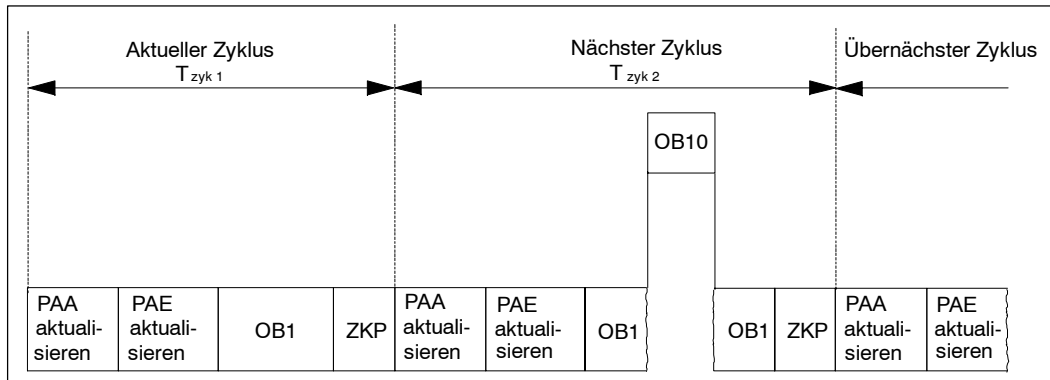 Aktueller Zyklus
T zyk 1
Nächster Zyklus
T zyk 2
Übernächster Zyklus
OB10
PAA
aktuali-
sieren
PAE
aktuali-
sieren
OB1
ZKP
PAA
aktuali-
sieren
PAE
aktuali-
sieren
OB1
OB1
ZKP
PAA
aktuali-
sieren
PAE
aktuali-
sieren